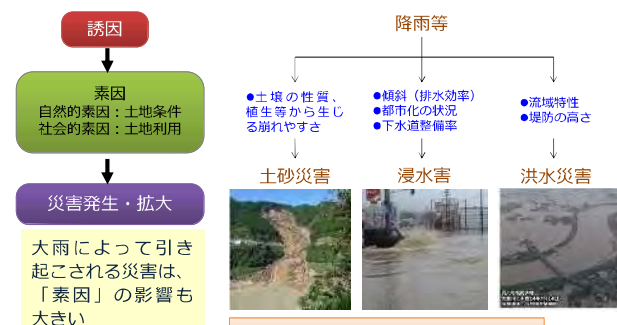 誘因
素因
自然的素因：土地条件
社会的素因：土地利用
災害発生・拡大
大雨によって引き
起こされる災害は、
「素因」の影響も
大きい
降雨等
●土壌の性質、
植生等から生じ
る崩れやすさ
●傾斜（排水効率）
●都市化の状況
●下水道整備率
●流域特性
●堤防の高さ
土砂災害
浸水害
洪水災害